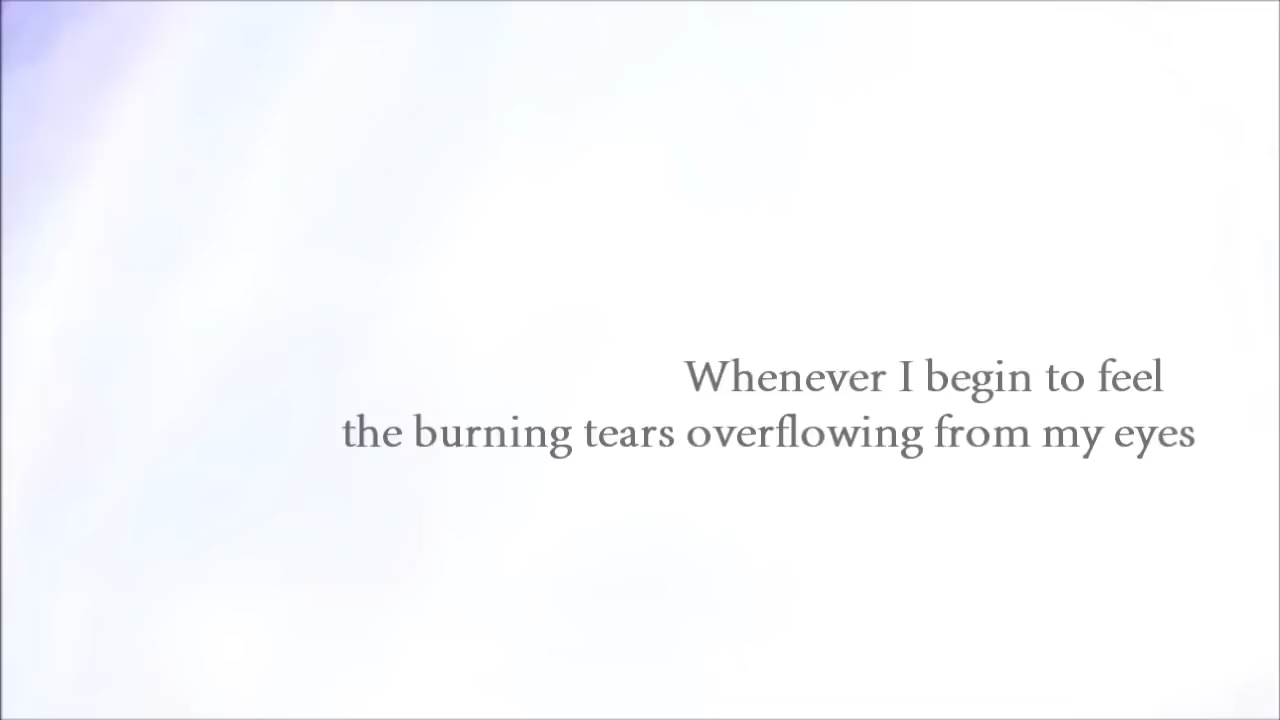 Whenever I begin to feel
the burning tears overflowing from my eyes